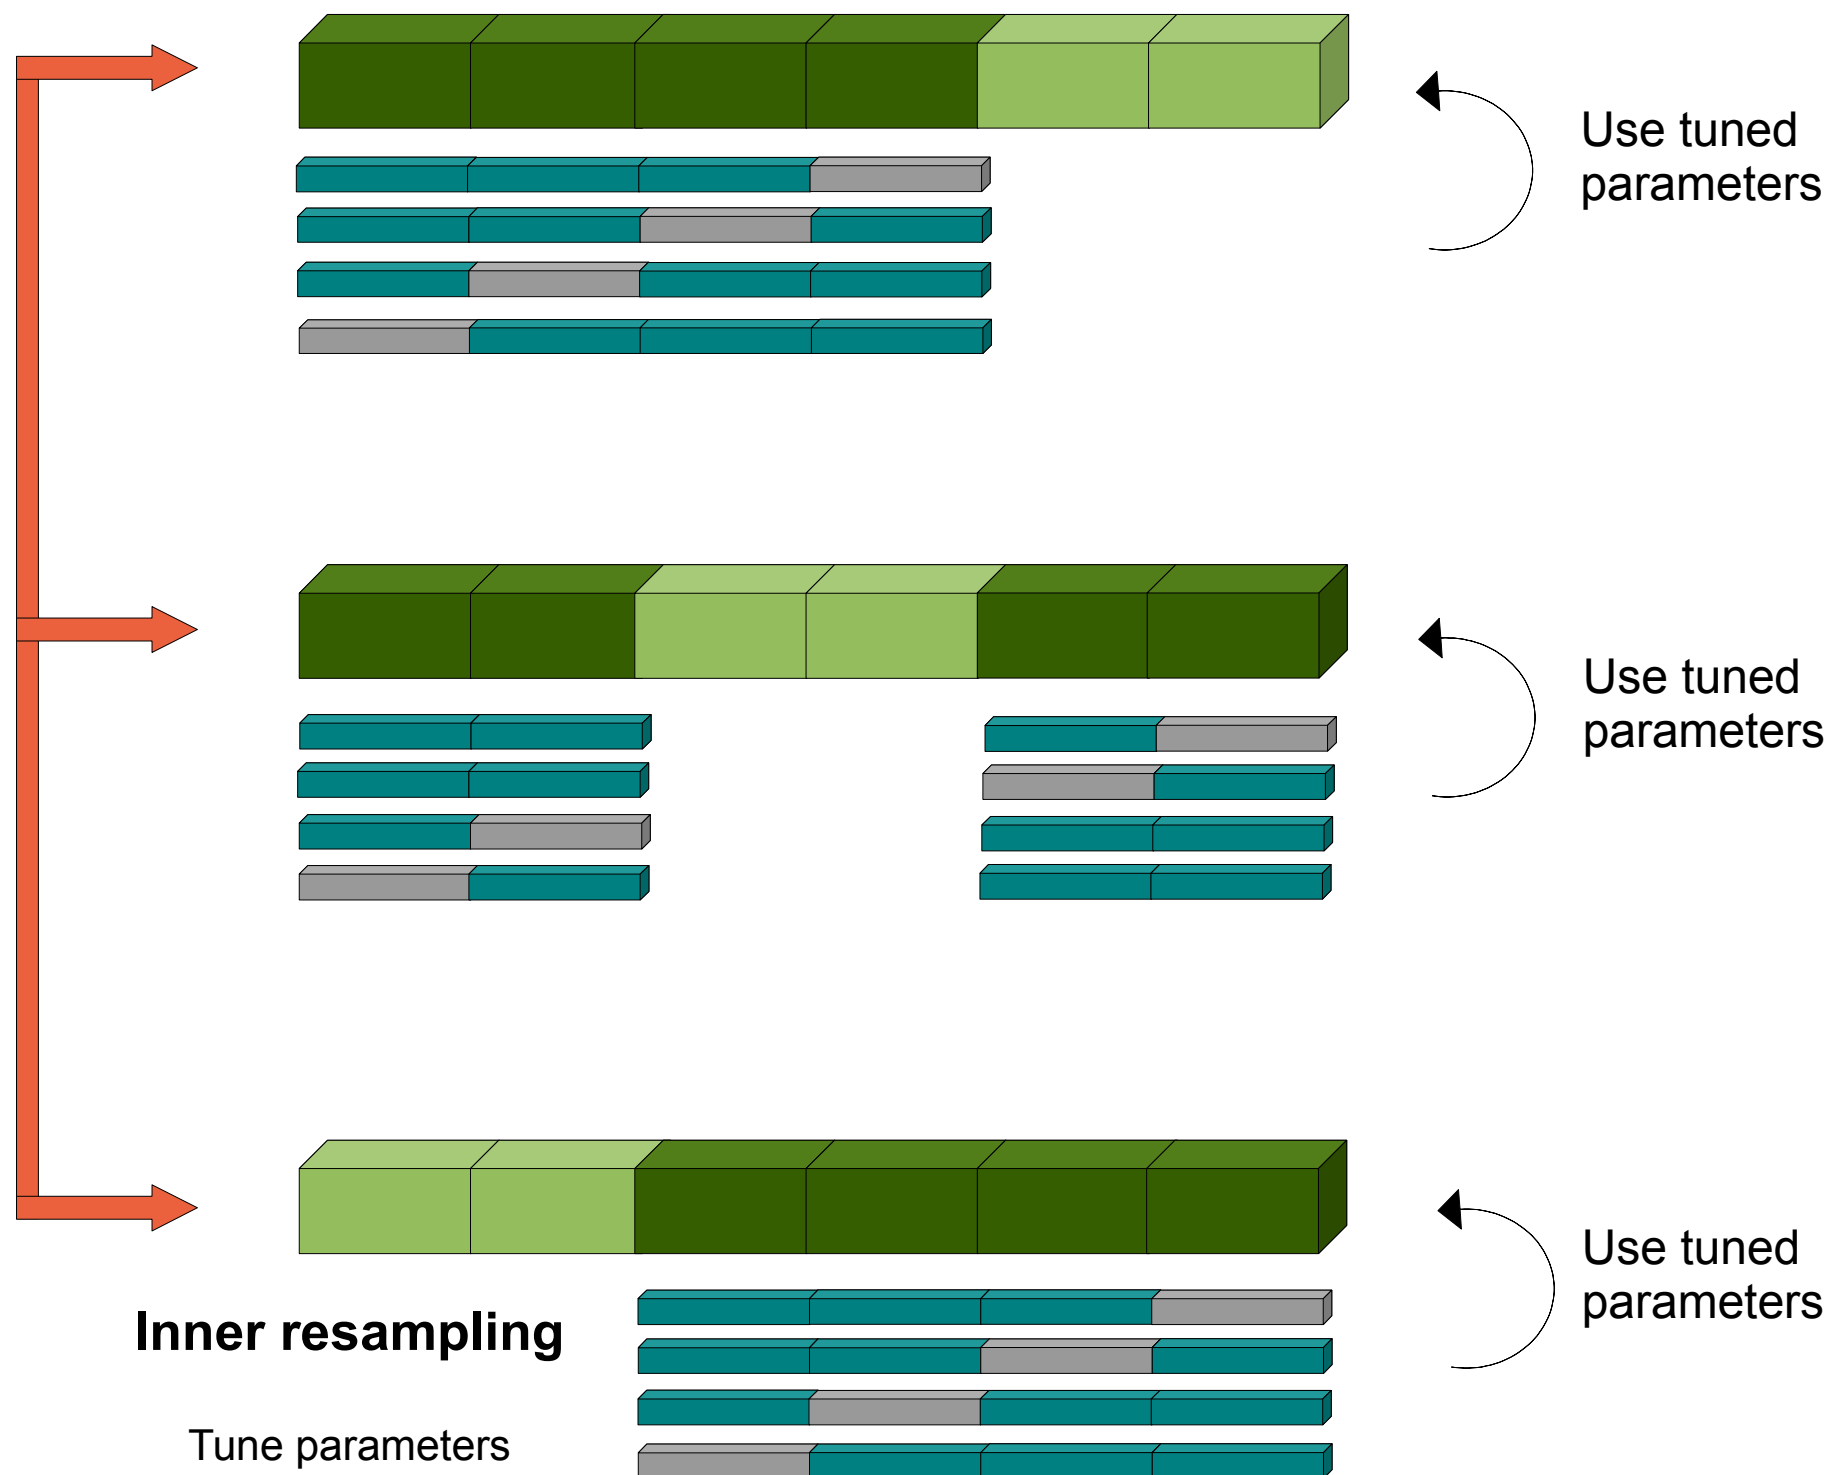 Use tuned
parameters
Use tuned
parameters
Use tuned
parameters
Inner resampling
Tune parameters